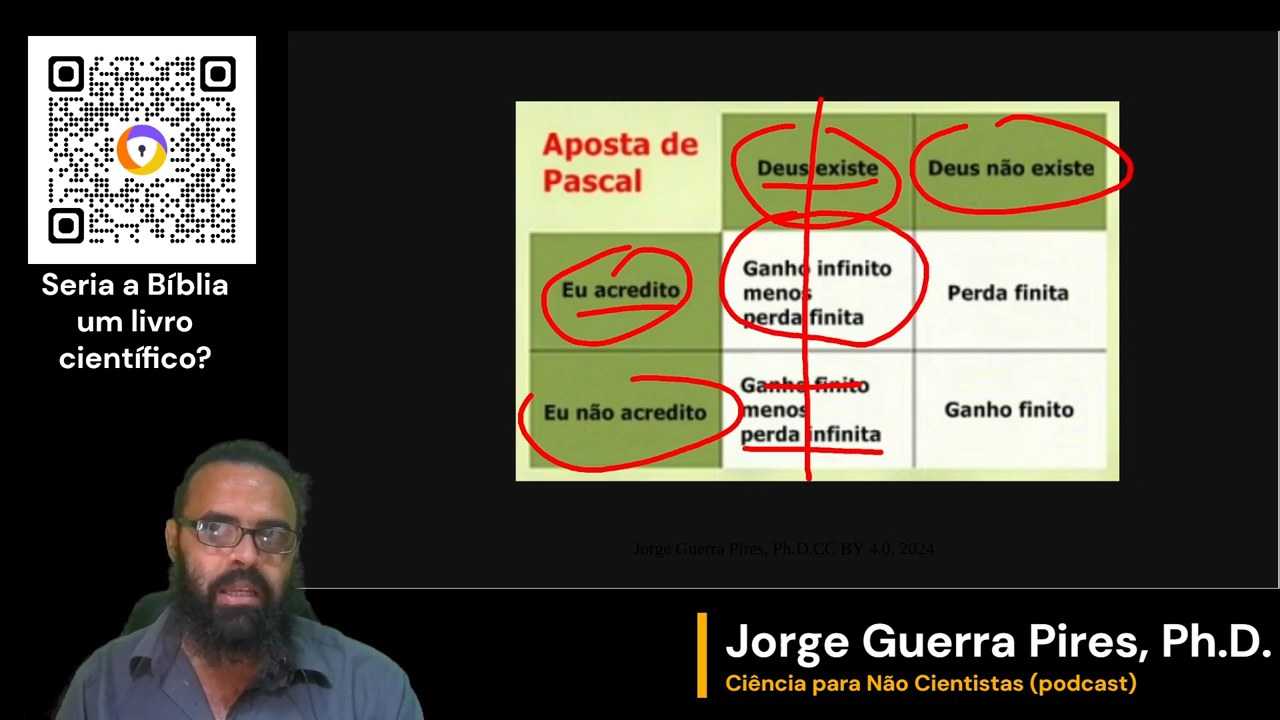 Seria a Bíblia
um livro
científico?
Aposta de
Pascal
Deus existe
Deus não existe
Eu acredito
Ganho infinito
menos
perda finita
Perda finita
Eu não acredito
Ganho finito
menos
perda infinita
Ganho finito
Jorge Guerra Pires, Ph.D.CC BY 4.0, 2024
Jorge Guerra Pires, Ph.D.
Ciência para Não Cientistas (podcast)